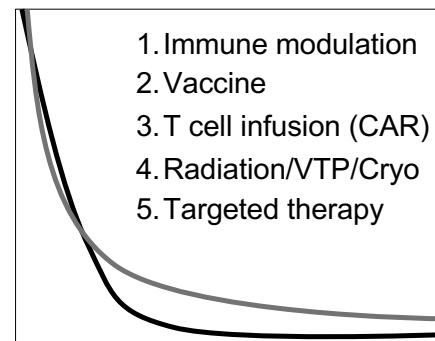 1. Immune modulation
2. Vaccine
3. T cell infusion (CAR)
4. Radiation/VTP/Cryo
5. Targeted therapy